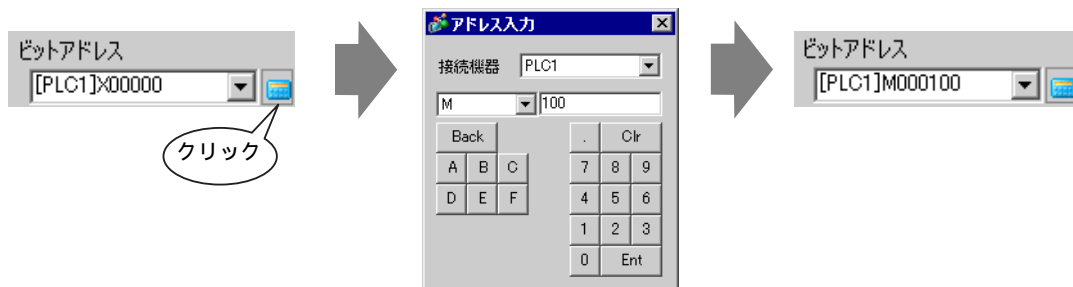 ビットアドレス
[PLC1]X00000
クリック
アドレス入力
接続機器 PLC1
M 100
Back . Clr
A B C 7 8 9
D E F 4 5 6
1 2 3
0 Ent
ビットアドレス
[PLC1]M000100